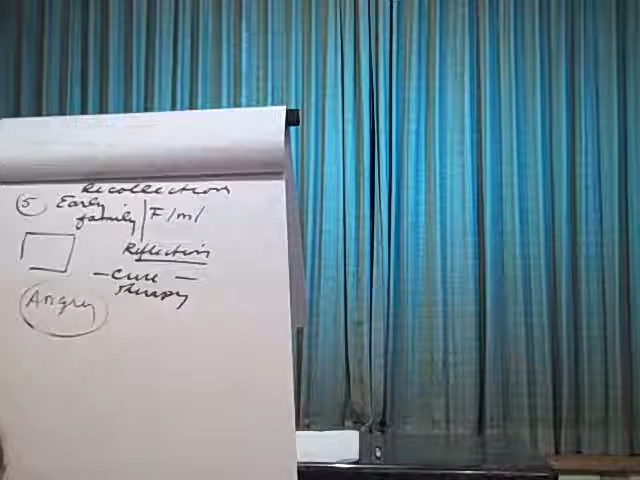 Recollection
5 Early
family | F/m/
Reflection
- Cure -
therapy
Angry